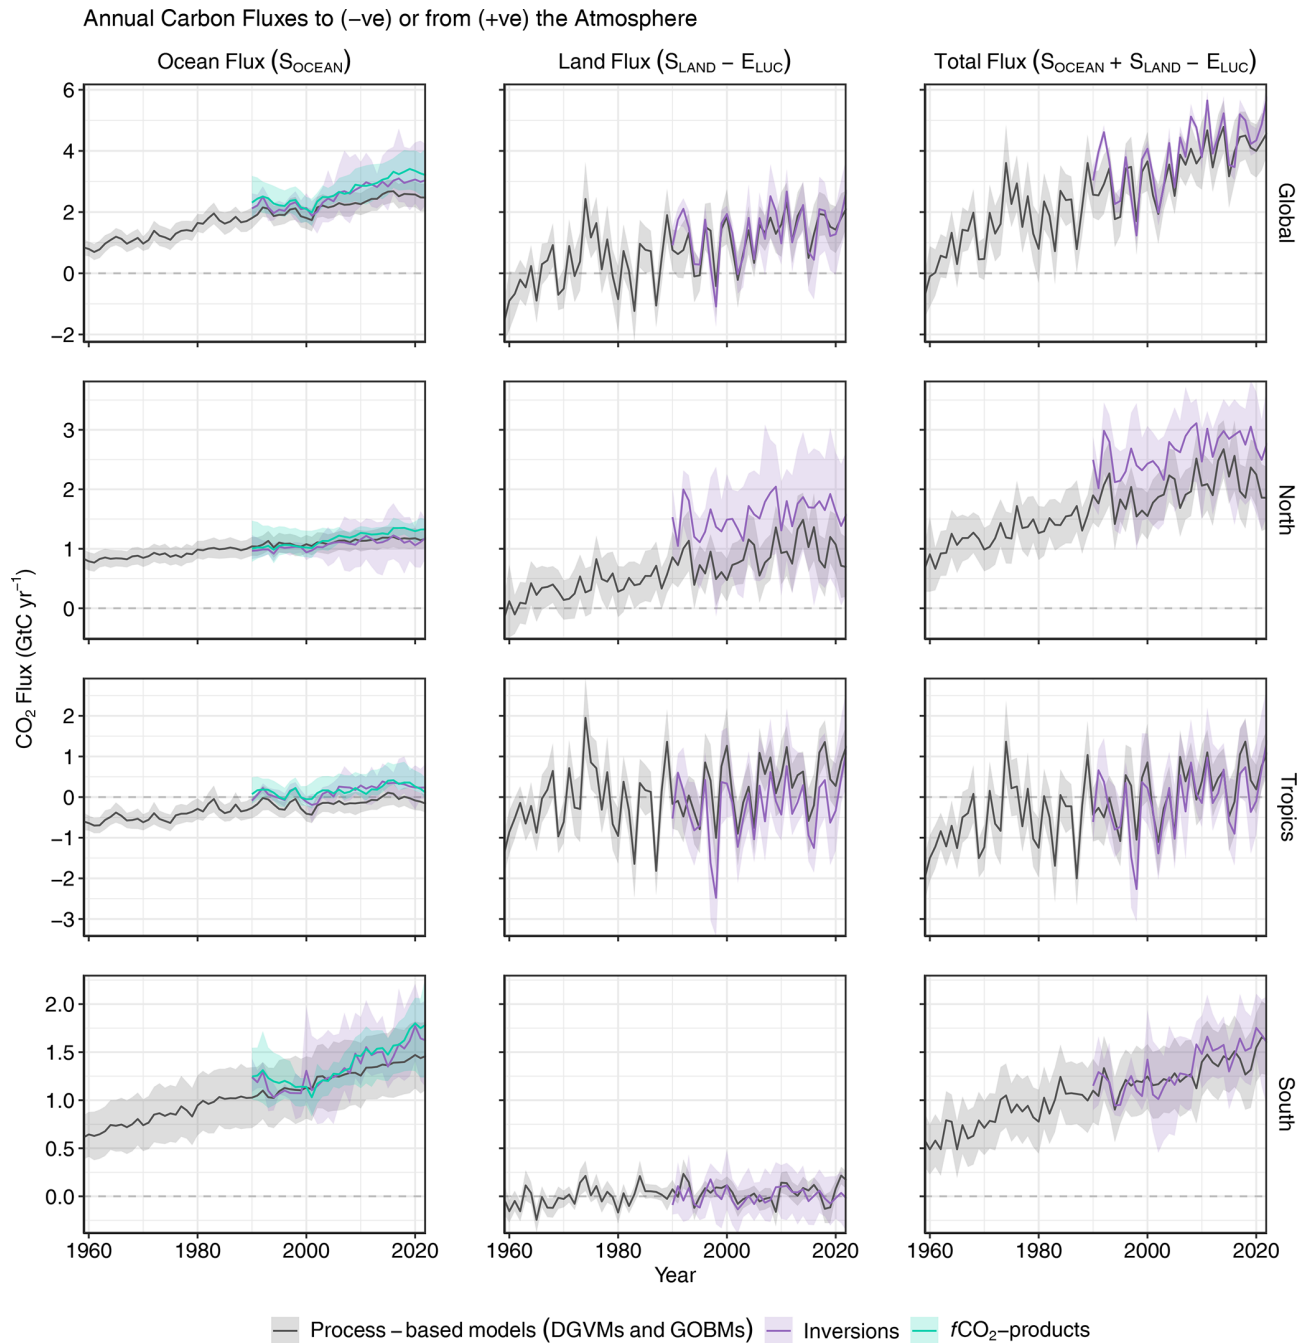 Annual Carbon Fluxes to (−ve) or from (+ve) the Atmosphere
Ocean Flux (SOCEAN)
Land Flux (SLAND − ELUC)
Total Flux (SOCEAN + SLAND − ELUC)
6
4
2
0
−2
Global
3
2
1
0
North
CO2 Flux (GtC yr−1)
2
1
0
−1
−2
−3
Tropics
2.0
1.5
1.0
0.5
0.0
South
1960 1980 2000 2020
1960 1980 2000 2020
1960 1980 2000 2020
Year
Process−based models (DGVMs and GOBMs) Inversions fCO2−products